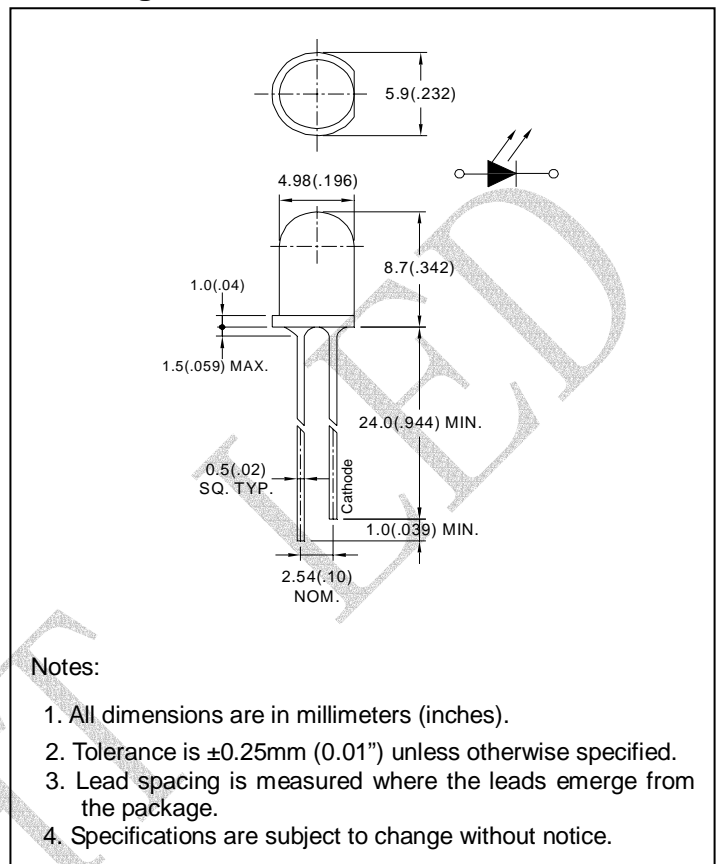 5.9(.232)
4.98(.196)
8.7(.342)
1.0(.04)
1.5(.059) MAX.
24.0(.944) MIN.
0.5(.02)
SQ. TYP.
Cathode
1.0(.039) MIN.
2.54(.10)
NOM.
Notes:
1. All dimensions are in millimeters (inches).
2. Tolerance is ±0.25mm (0.01”) unless otherwise specified.
3. Lead spacing is measured where the leads emerge from
the package.
4. Specifications are subject to change without notice.
T LED